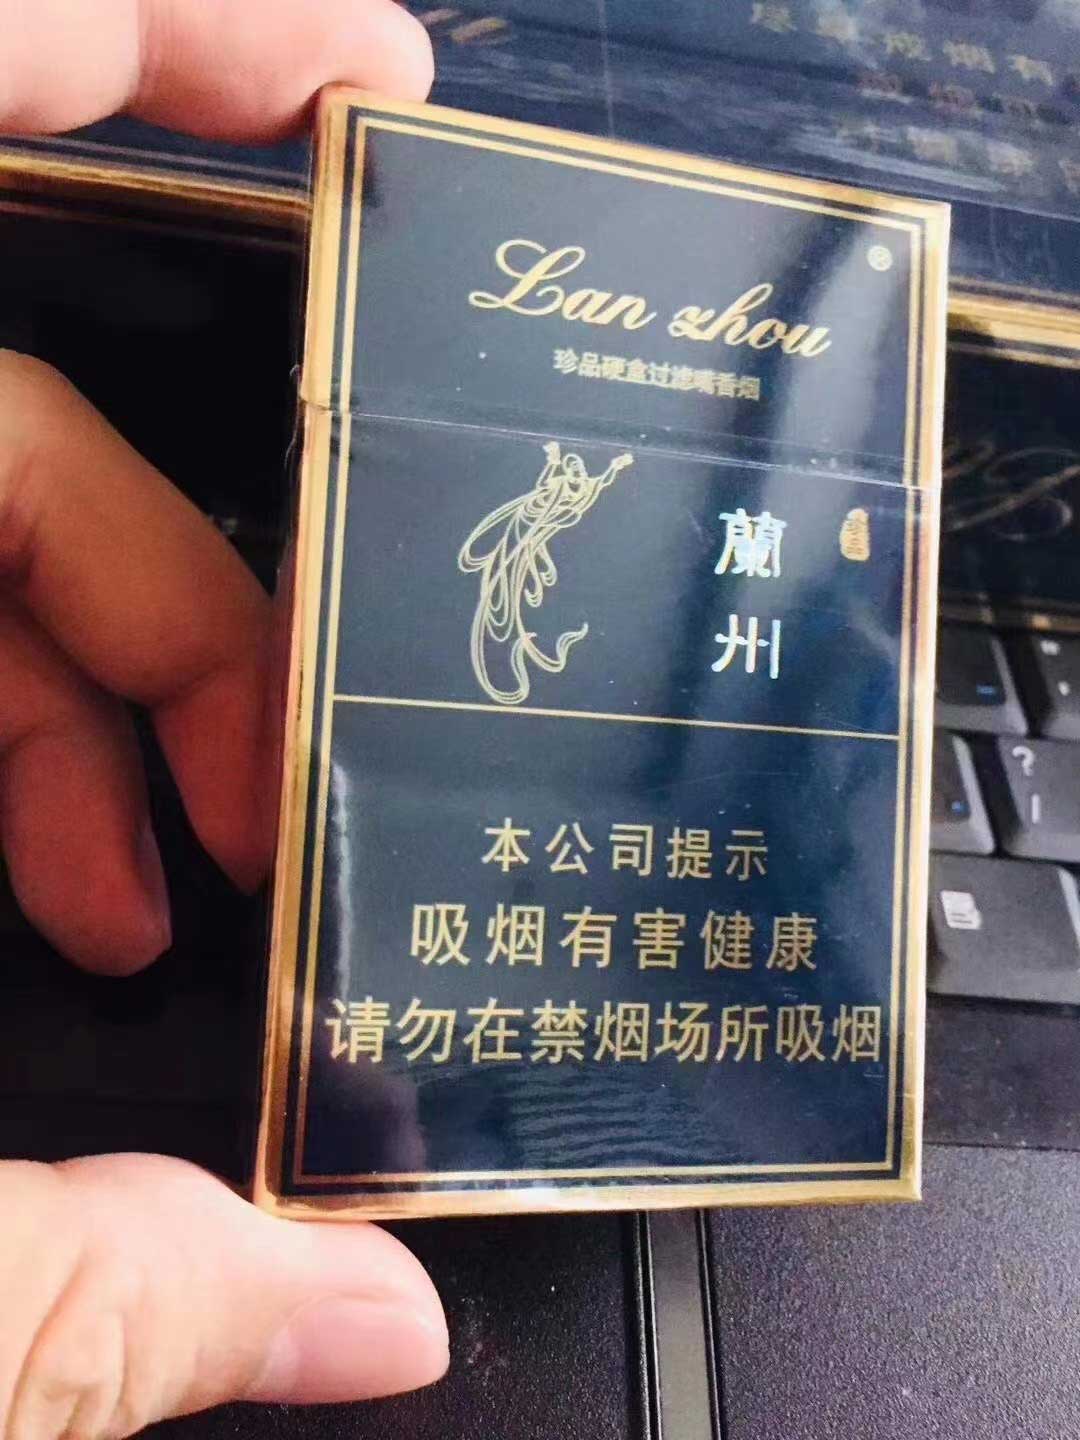 Lan zhou
®
珍品硬盒过滤嘴香烟
蘭州
本公司提示
吸烟有害健康
请勿在禁烟场所吸烟
?